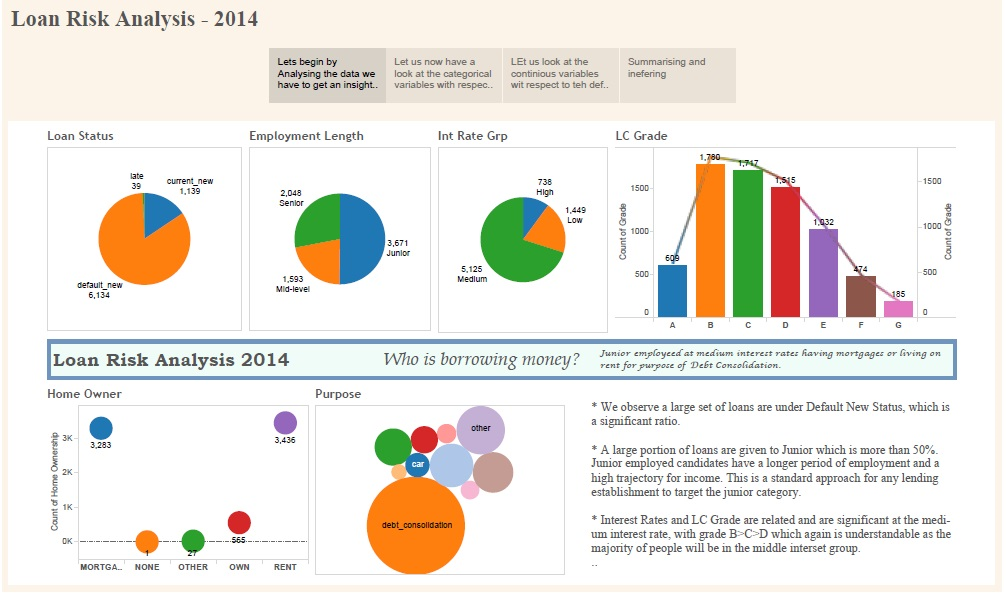 Loan Risk Analysis - 2014
Lets begin by
Analysing the data we
have to get an insight..
Let us now have a
look at the categorical
variables with respec..
LEt us look at the
continious variables
wit respect to teh def..
Summarising and
inefering
Loan Status
late
39
current_new
1,139
default_new
6,134
Employment Length
2,048
Senior
3,671
Junior
1,593
Mid-level
Int Rate Grp
738
High
1,449
Low
5,125
Medium
LC Grade
Count of Grade
1500
1000
500
0
609
1,780
1,717
1,515
1,032
474
185
A B C D E F G
1500
1000
500
0
Count of Grade
Loan Risk Analysis 2014
Who is borrowing money?
Junior employeed at medium interest rates having mortgages or living on
rent for purpose of Debt Consolidation.
Home Owner
Count of Home Ownership
3K
2K
1K
0K
3,283
1
27
565
3,436
MORTGA.. NONE OTHER OWN RENT
Purpose
other
car
debt_consolidation
* We observe a large set of loans are under Default New Status, which is
a significant ratio.
* A large portion of loans are given to Junior which is more than 50%.
Junior employed candidates have a longer period of employment and a
high trajectory for income. This is a standard approach for any lending
establishment to target the junior category.
* Interest Rates and LC Grade are related and are significant at the medi-
um interest rate, with grade B>C>D which again is understandable as the
majority of people will be in the middle interset group.
..